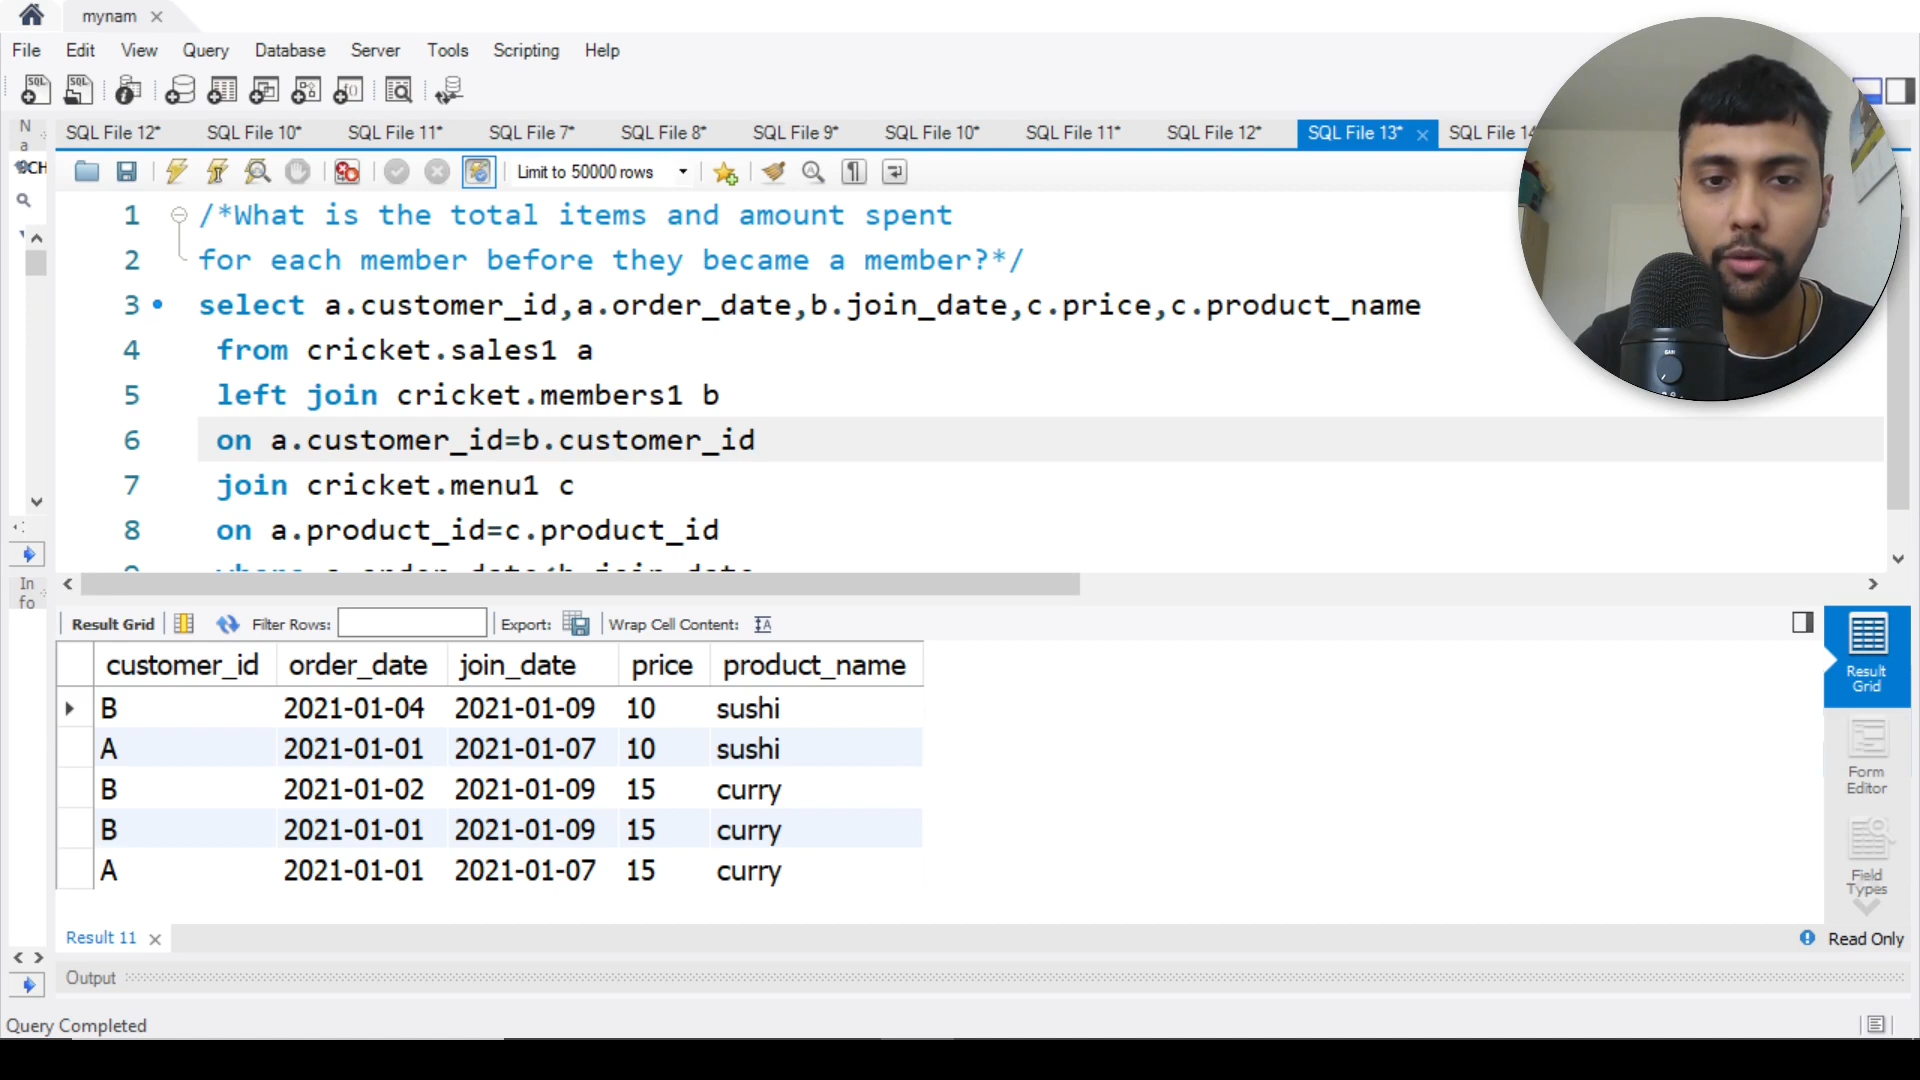 mynam
File Edit View Query Database Server Tools Scripting Help
SQL File 12* SQL File 10* SQL File 11* SQL File 7* SQL File 8* SQL File 9* SQL File 10* SQL File 11* SQL File 12* SQL File 13* SQL File 14
Limit to 50000 rows
1 /*What is the total items and amount spent
2 for each member before they became a member?*/
3 select a.customer_id,a.order_date,b.join_date,c.price,c.product_name
4 from cricket.sales1 a
5 left join cricket.members1 b
6 on a.customer_id=b.customer_id
7 join cricket.menu1 c
8 on a.product_id=c.product_id
Result Grid Filter Rows: Export: Wrap Cell Content:
customer_id order_date join_date price product_name
B 2021-01-04 2021-01-09 10 sushi
A 2021-01-01 2021-01-07 10 sushi
B 2021-01-02 2021-01-09 15 curry
B 2021-01-01 2021-01-09 15 curry
A 2021-01-01 2021-01-07 15 curry
Result
Grid
Form
Editor
Field
Types
Result 11
Read Only
Output
Query Completed